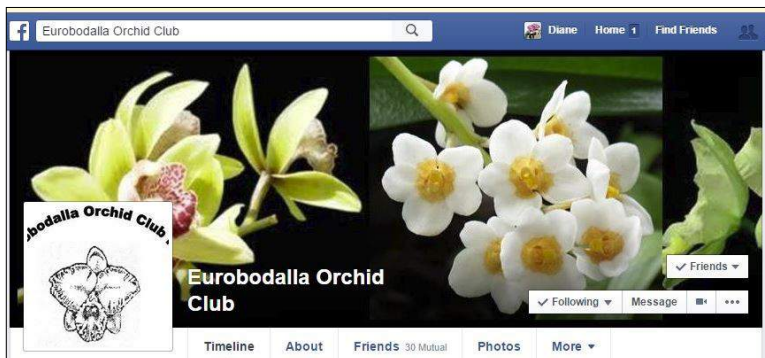 Eurobodalla Orchid Club
Diane Home 1 Find Friends
obodalla Orchid Club
Eurobodalla Orchid
Club
Friends
Following Message
Timeline About Friends 30 Mutual Photos More